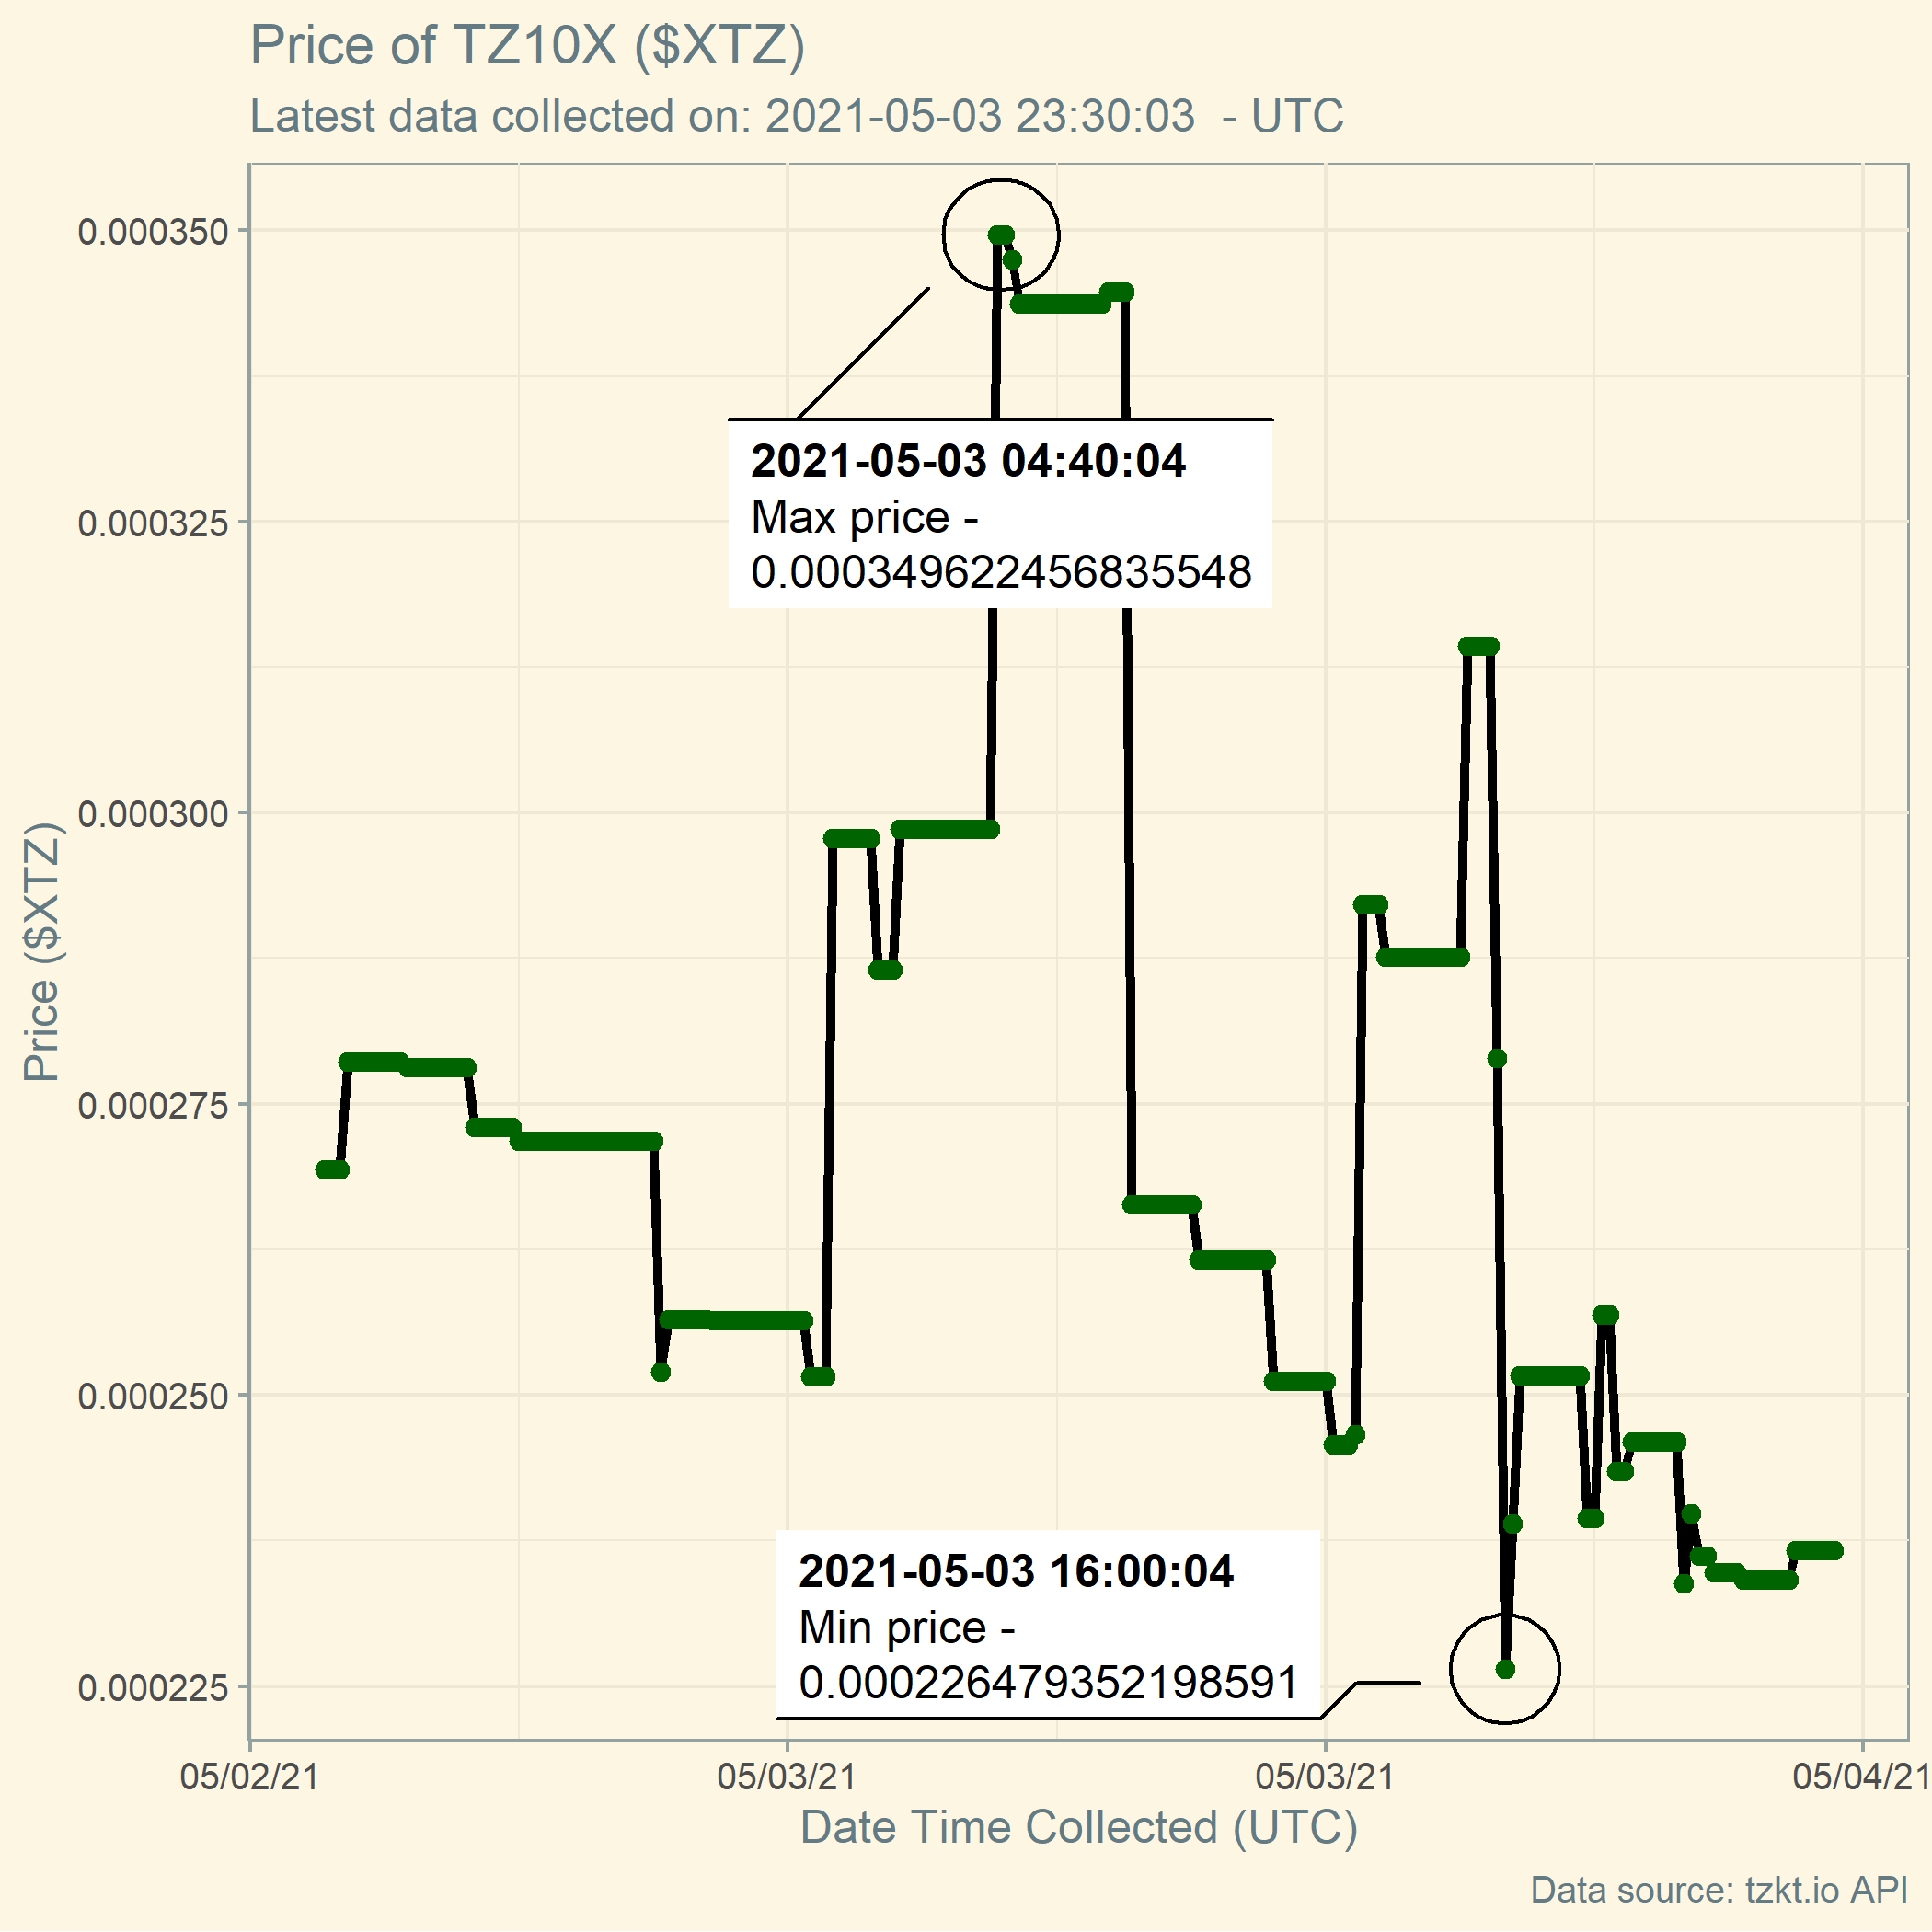 Price of TZ10X ($XTZ)
Latest data collected on: 2021-05-03 23:30:03  - UTC
0.000350
0.000325
0.000300
0.000275
0.000250
0.000225
Price ($XTZ)
2021-05-03 04:40:04
Max price -
0.000349622456835548
2021-05-03 16:00:04
Min price -
0.000226479352198591
05/02/21
05/03/21
05/03/21
05/04/21
Date Time Collected (UTC)
Data source: tzkt.io API